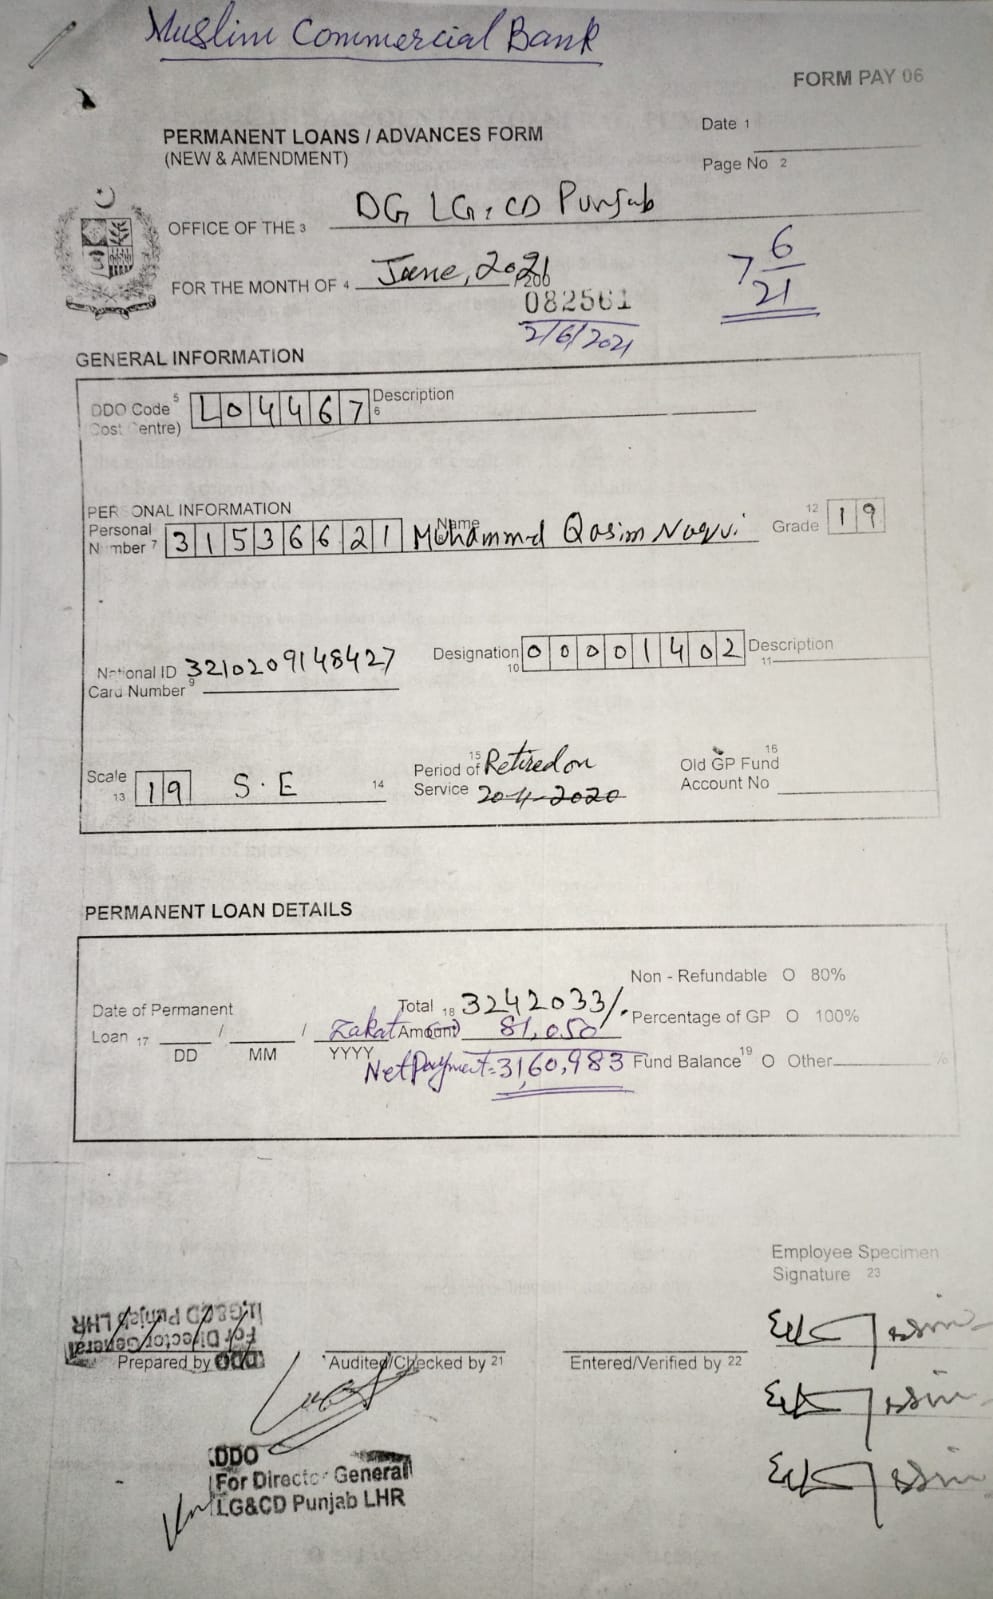 Muslim Commercial Bank
FORM PAY 06
PERMANENT LOANS / ADVANCES FORM
(NEW & AMENDMENT)
Date 1
Page No 2
OFICE OF THE 3 DG LG & CD Punjab
FOR THE MONTH OF 4 June, 2021
7 6/21
082561
2/6/2021
GENERAL INFORMATION
DDO Code 5 LO4467 Description 6
Cost Centre)
PERSONAL INFORMATION
Personal Number 7 31536621 Name Mohammad Qasim Naqvi Grade 12 19
National ID Card Number 9 3210209148427
Designation 10 00001402 Description 11
Scale 13 19 S.E 14
Period of Service 15 Retired on 20-4-2020
Old GP Fund Account No 16
PERMANENT LOAN DETAILS
Non - Refundable O 80%
Date of Permanent Loan 17 / / Total Amount 18 3242033/- Percentage of GP O 100%
DD MM YYYY Zakat 81,050
Net Payment = 3160,983 Fund Balance 19 O Other %
Employee Specimen
Signature 23
LG&CD Punjab LHR
For Director General
DDO
Prepared by
Audited/Checked by 21
Entered/Verified by 22
DDO
For Director General
LG&CD Punjab LHR